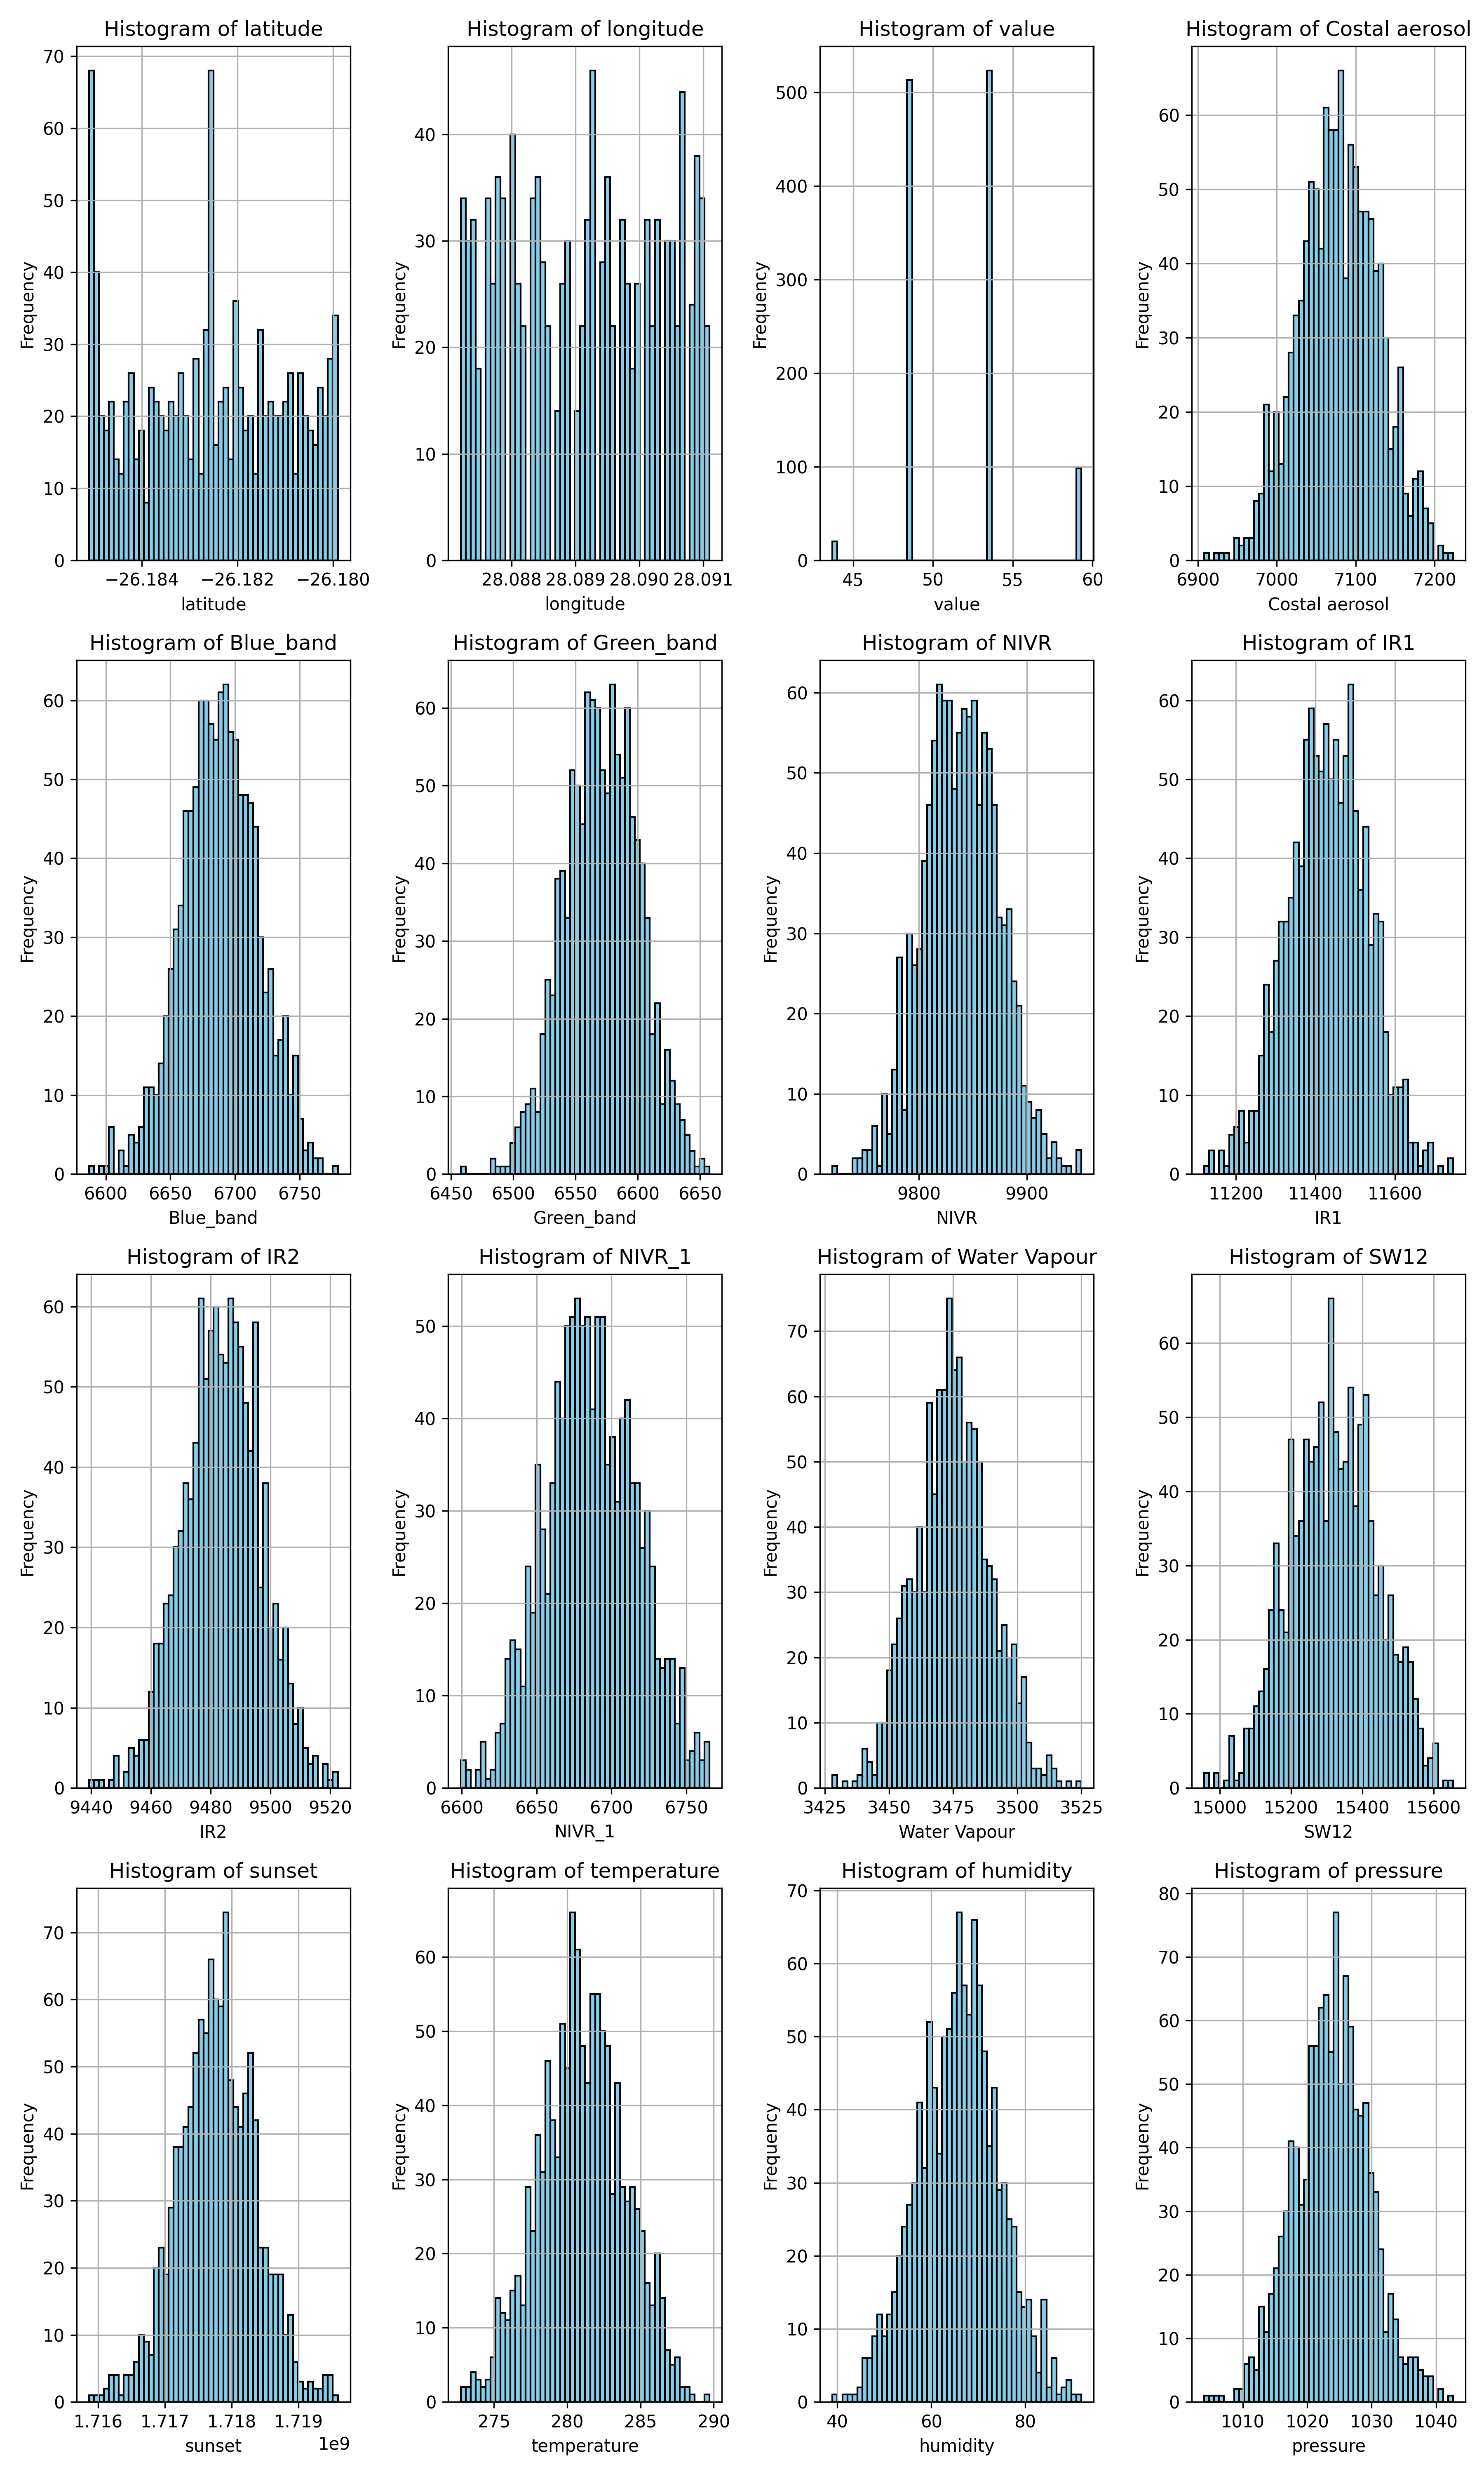 Histogram of latitude
Histogram of longitude
Histogram of value
Histogram of Costal aerosol
70
60
50
40
30
20
10
0
Frequency
−26.184 −26.182 −26.180
latitude
40
30
20
10
0
Frequency
28.088 28.089 28.090 28.091
longitude
500
400
300
200
100
0
Frequency
45 50 55 60
value
60
50
40
30
20
10
0
Frequency
6900 7000 7100 7200
Costal aerosol
Histogram of Blue_band
Histogram of Green_band
Histogram of NIVR
Histogram of IR1
60
50
40
30
20
10
0
Frequency
6600 6650 6700 6750
Blue_band
60
50
40
30
20
10
0
Frequency
6450 6500 6550 6600 6650
Green_band
60
50
40
30
20
10
0
Frequency
9800 9900
NIVR
60
50
40
30
20
10
0
Frequency
11200 11400 11600
IR1
Histogram of IR2
Histogram of NIVR_1
Histogram of Water Vapour
Histogram of SW12
60
50
40
30
20
10
0
Frequency
9440 9460 9480 9500 9520
IR2
50
40
30
20
10
0
Frequency
6600 6650 6700 6750
NIVR_1
70
60
50
40
30
20
10
0
Frequency
3425 3450 3475 3500 3525
Water Vapour
60
50
40
30
20
10
0
Frequency
15000 15200 15400 15600
SW12
Histogram of sunset
Histogram of temperature
Histogram of humidity
Histogram of pressure
70
60
50
40
30
20
10
0
Frequency
1.716 1.717 1.718 1.719
sunset
1e9
60
50
40
30
20
10
0
Frequency
275 280 285 290
temperature
70
60
50
40
30
20
10
0
Frequency
40 60 80
humidity
80
70
60
50
40
30
20
10
0
Frequency
1010 1020 1030 1040
pressure